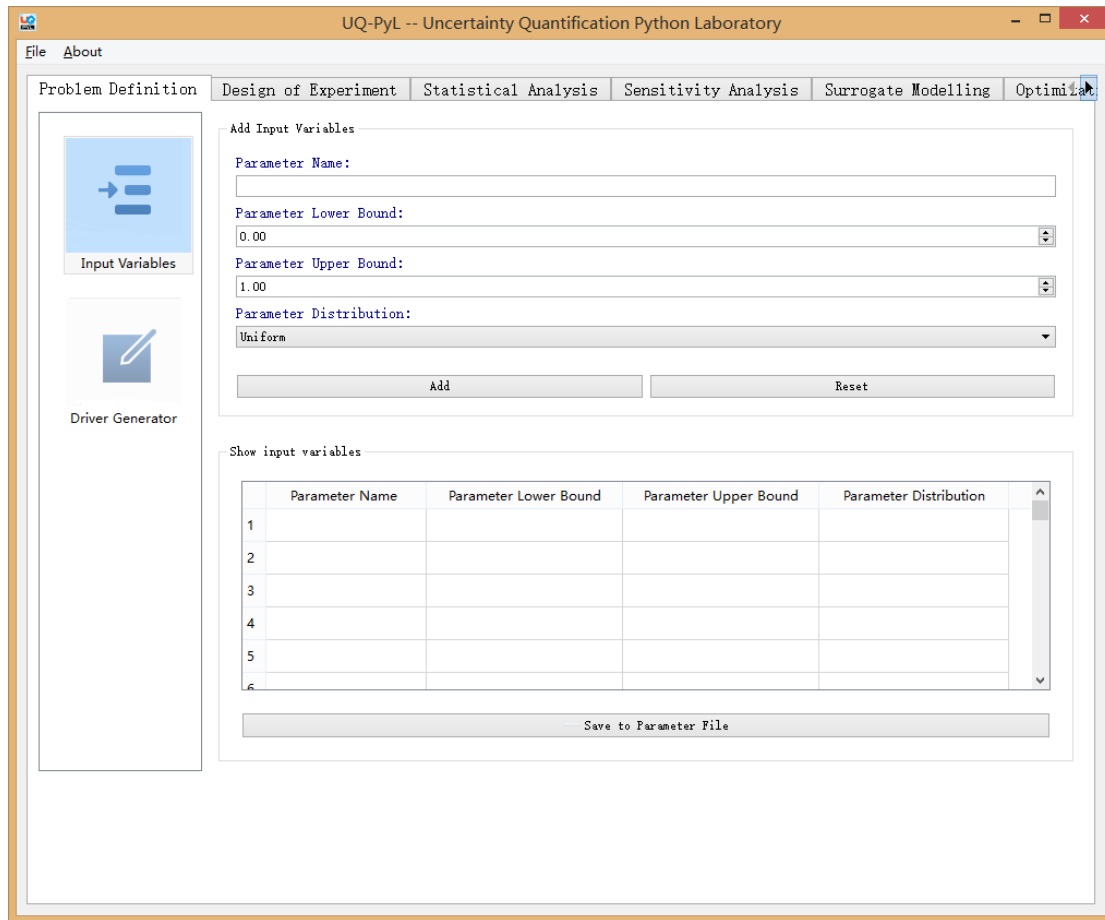 UQ-PyL -- Uncertainty Quantification Python Laboratory
File About
Problem Definition Design of Experiment Statistical Analysis Sensitivity Analysis Surrogate Modelling
Add Input Variables
Parameter Name:
Parameter Lower Bound:
0.00
Input Variables
Parameter Upper Bound:
1.00
Parameter Distribution:
Uniform
Add Reset
Driver Generator
Show input variables
Parameter Name Parameter Lower Bound Parameter Upper Bound Parameter Distribution
1
2
3
4
5
6
Save to Parameter File